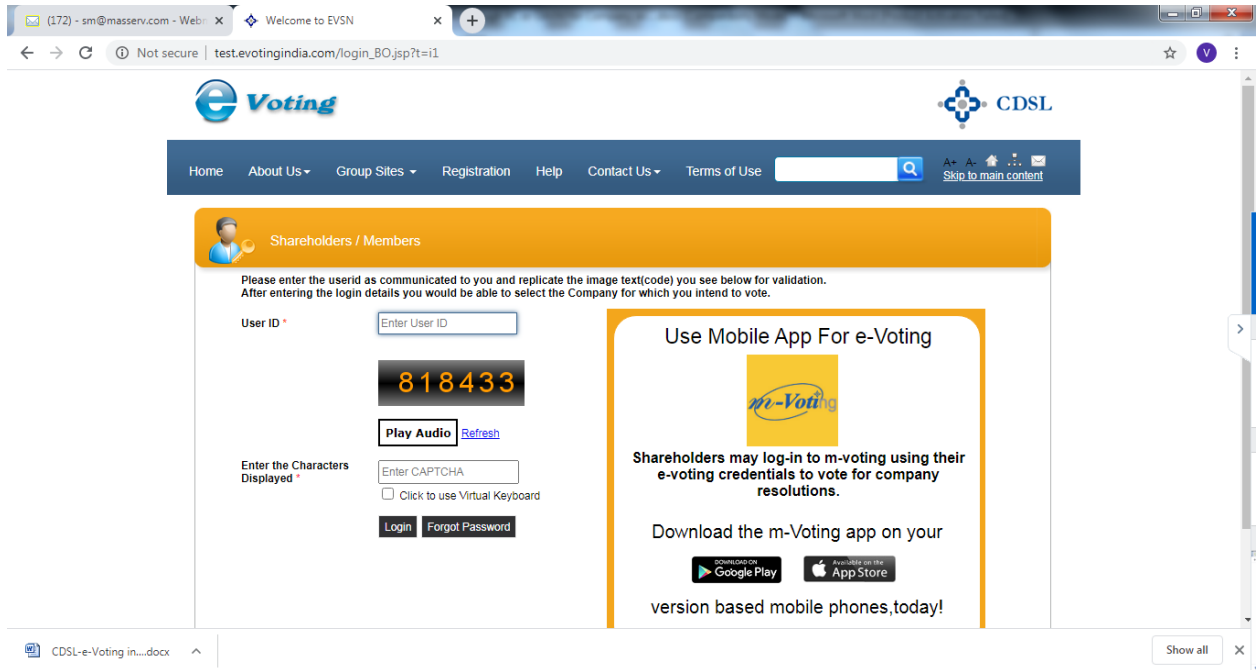 (172) - sm@masserv.com - Webn
Welcome to EVSN
Not secure | test.evotingindia.com/login_BO.jsp?t=i1
V
e Voting
CDSL
Home About Us Group Sites Registration Help Contact Us Terms of Use
A+ A-
Skip to main content
Shareholders / Members
Please enter the userid as communicated to you and replicate the image text(code) you see below for validation.
After entering the login details you would be able to select the Company for which you intend to vote.
User ID *
Enter User ID
818433
Play Audio Refresh
Enter the Characters
Displayed *
Enter CAPTCHA
Click to use Virtual Keyboard
Login Forgot Password
Use Mobile App For e-Voting
m-Voting
Shareholders may log-in to m-voting using their
e-voting credentials to vote for company
resolutions.
Download the m-Voting app on your
DOWNLOAD ON
Google Play
Available on the
App Store
version based mobile phones,today!
CDSL-e-Voting in....docx
Show all